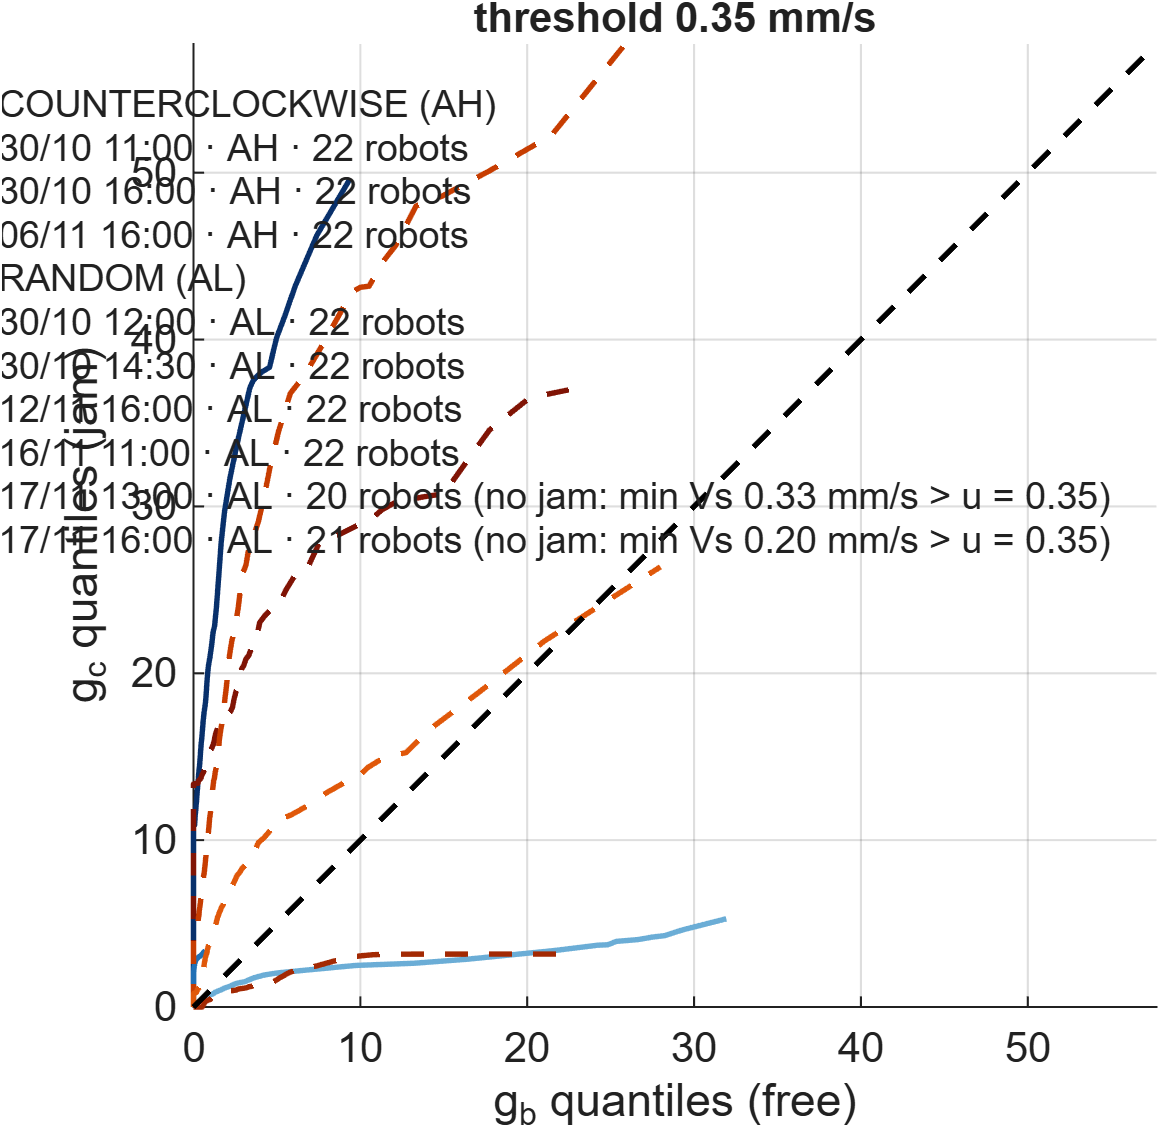 threshold 0.35 mm/s
COUNTERCLOCKWISE (AH)
30/10 11:00 · AH · 22 robots
30/10 16:00 · AH · 22 robots
06/11 16:00 · AH · 22 robots
RANDOM (AL)
30/10 12:00 · AL · 22 robots
30/10 14:30 · AL · 22 robots
12/11 16:00 · AL · 22 robots
16/11 11:00 · AL · 22 robots
17/11 13:00 · AL · 20 robots (no jam: min Vs 0.33 mm/s > u = 0.35)
17/11 16:00 · AL · 21 robots (no jam: min Vs 0.20 mm/s > u = 0.35)
50
40
30
20
10
0
g_c quantiles (jam)
0 10 20 30 40 50
g_b quantiles (free)